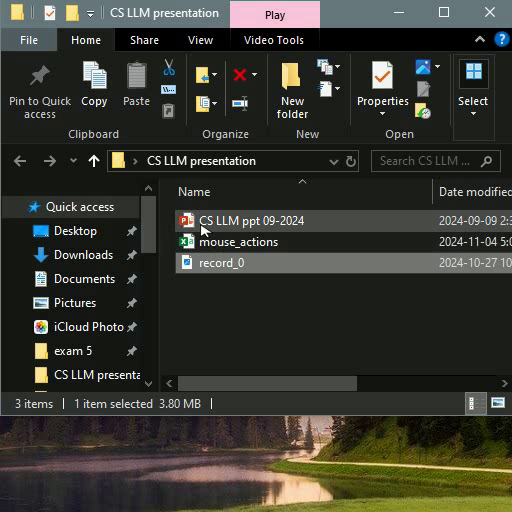 CS LLM presentation
Play
File
Home
Share
View
Video Tools
Pin to Quick access
Copy
Paste
New folder
Properties
Select
Clipboard
Organize
New
Open
CS LLM presentation
Search CS LLM ...
Name
Date modified
Quick access
Desktop
Downloads
Documents
Pictures
iCloud Photo
exam 5
CS LLM presenta
CS LLM ppt 09-2024
2024-09-09 2:3
mouse_actions
2024-11-04 5:0
record_0
2024-10-27 10
3 items
1 item selected 3.80 MB